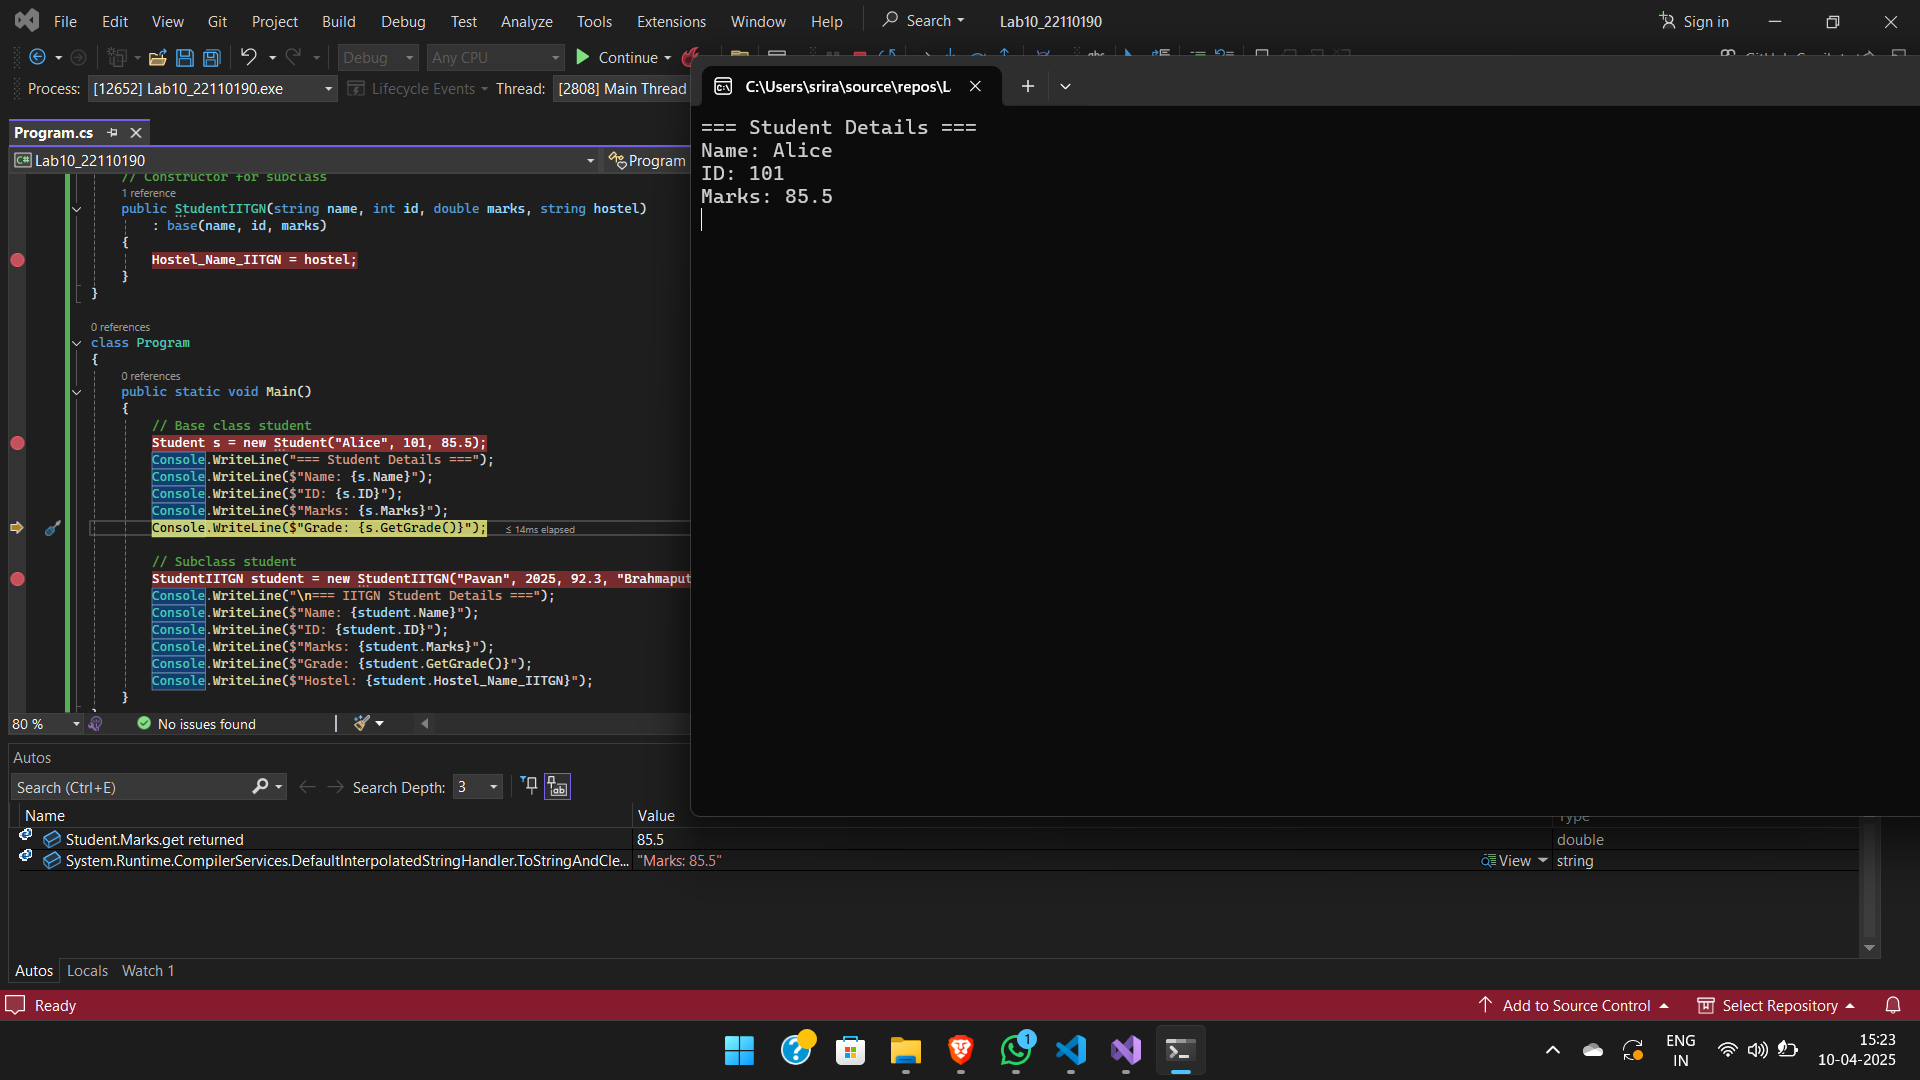 File Edit View Git Project Build Debug Test Analyze Tools Extensions Window Help Search Lab10_22110190 Sign in
Debug Any CPU Continue
Process: [12652] Lab10_22110190.exe Lifecycle Events Thread: [2808] Main Thread
C:\Users\srira\source\repos\L
Program.cs
Lab10_22110190 Program
// Constructor for subclass
1 reference
public StudentIITGN(string name, int id, double marks, string hostel)
: base(name, id, marks)
{
Hostel_Name_IITGN = hostel;
}
}
0 references
class Program
{
0 references
public static void Main()
{
// Base class student
Student s = new Student("Alice", 101, 85.5);
Console.WriteLine("=== Student Details ===");
Console.WriteLine($"Name: {s.Name}");
Console.WriteLine($"ID: {s.ID}");
Console.WriteLine($"Marks: {s.Marks}");
Console.WriteLine($"Grade: {s.GetGrade()}"); ≤ 14ms elapsed
// Subclass student
StudentIITGN student = new StudentIITGN("Pavan", 2025, 92.3, "Brahmaput
Console.WriteLine("\n=== IITGN Student Details ===");
Console.WriteLine($"Name: {student.Name}");
Console.WriteLine($"ID: {student.ID}");
Console.WriteLine($"Marks: {student.Marks}");
Console.WriteLine($"Grade: {student.GetGrade()}");
Console.WriteLine($"Hostel: {student.Hostel_Name_IITGN}");
}
80 % No issues found
=== Student Details ===
Name: Alice
ID: 101
Marks: 85.5
Autos
Search (Ctrl+E) Search Depth: 3
Name Value Type
Student.Marks.get returned 85.5 double
System.Runtime.CompilerServices.DefaultInterpolatedStringHandler.ToStringAndCle... "Marks: 85.5" View string
Autos Locals Watch 1
Ready Add to Source Control Select Repository
1
ENG
IN
15:23
10-04-2025